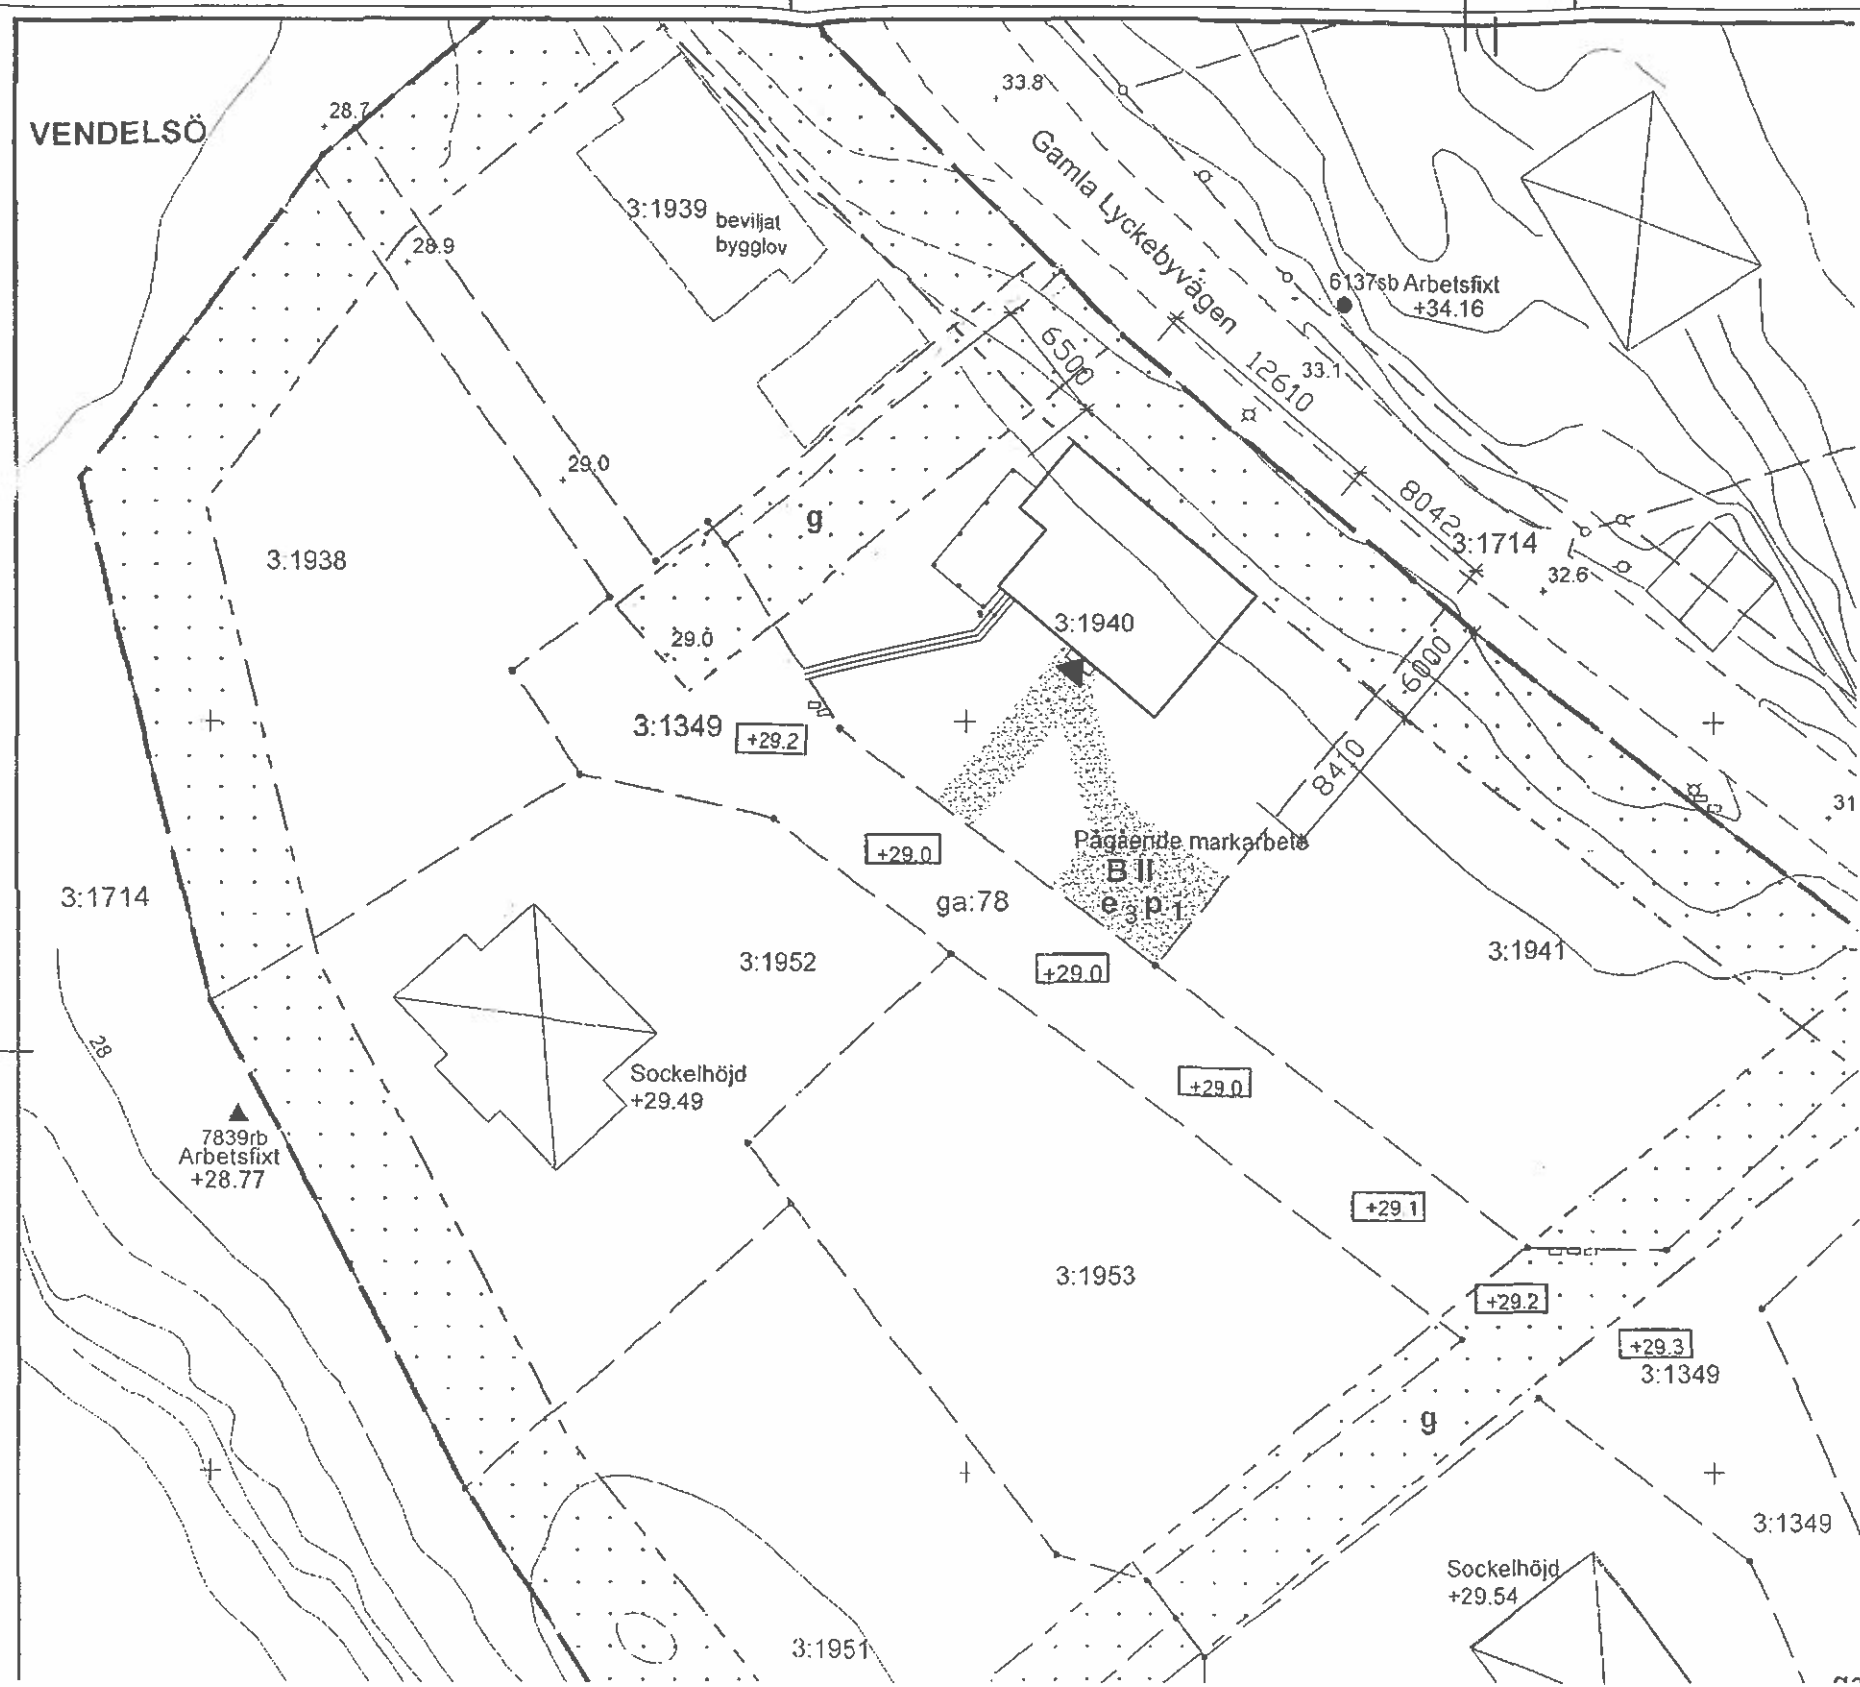 VENDELSÖ
28.7
33.8
Gamla Lyckebyvägen
3:1939
beviljat
bygglov
28.9
6137sb Arbetsfixt
+34.16
6500
12610
33.1
29.0
g
8042
3:1714
32.6
3:1938
29.0
3:1940
6000
3:1349
+29.2
8410
31
+29.0
Pågående markarbete
B II
e3 p1
ga:78
3:1714
3:1952
+29.0
3:1941
28
Sockelhöjd
+29.49
+29.0
7839rb
Arbetsfixt
+28.77
+29.1
3:1953
+29.2
+29.3
3:1349
g
3:1349
Sockelhöjd
+29.54
3:1951